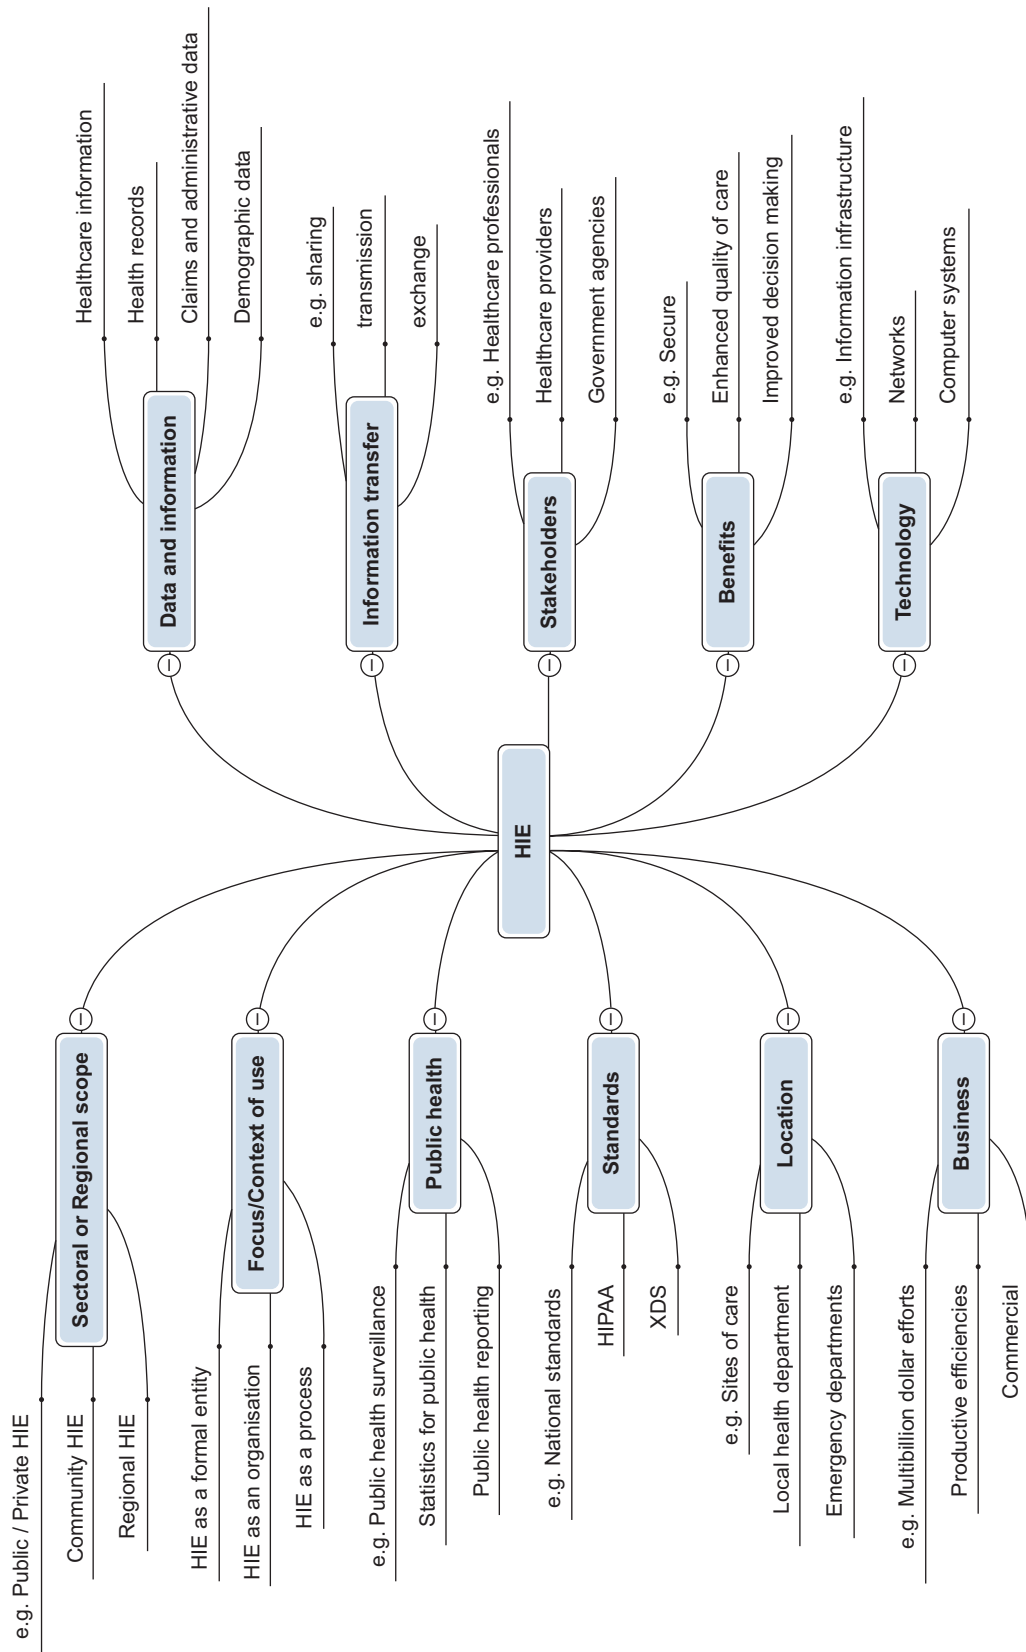 HIE
Sectoral or Regional scope
e.g. Public / Private HIE
Community HIE
Regional HIE
Focus/Context of use
HIE as a formal entity
HIE as an organisation
HIE as a process
Public health
e.g. Public health surveillance
Statistics for public health
Public health reporting
Standards
e.g. National standards
HIPAA
XDS
Location
e.g. Sites of care
Local health department
Emergency departments
Business
e.g. Multibillion dollar efforts
Productive efficiencies
Commercial
Data and information
Healthcare information
Health records
Claims and administrative data
Demographic data
Information transfer
e.g. sharing
transmission
exchange
Stakeholders
e.g. Healthcare professionals
Healthcare providers
Government agencies
Benefits
e.g. Secure
Enhanced quality of care
Improved decision making
Technology
e.g. Information infrastructure
Networks
Computer systems